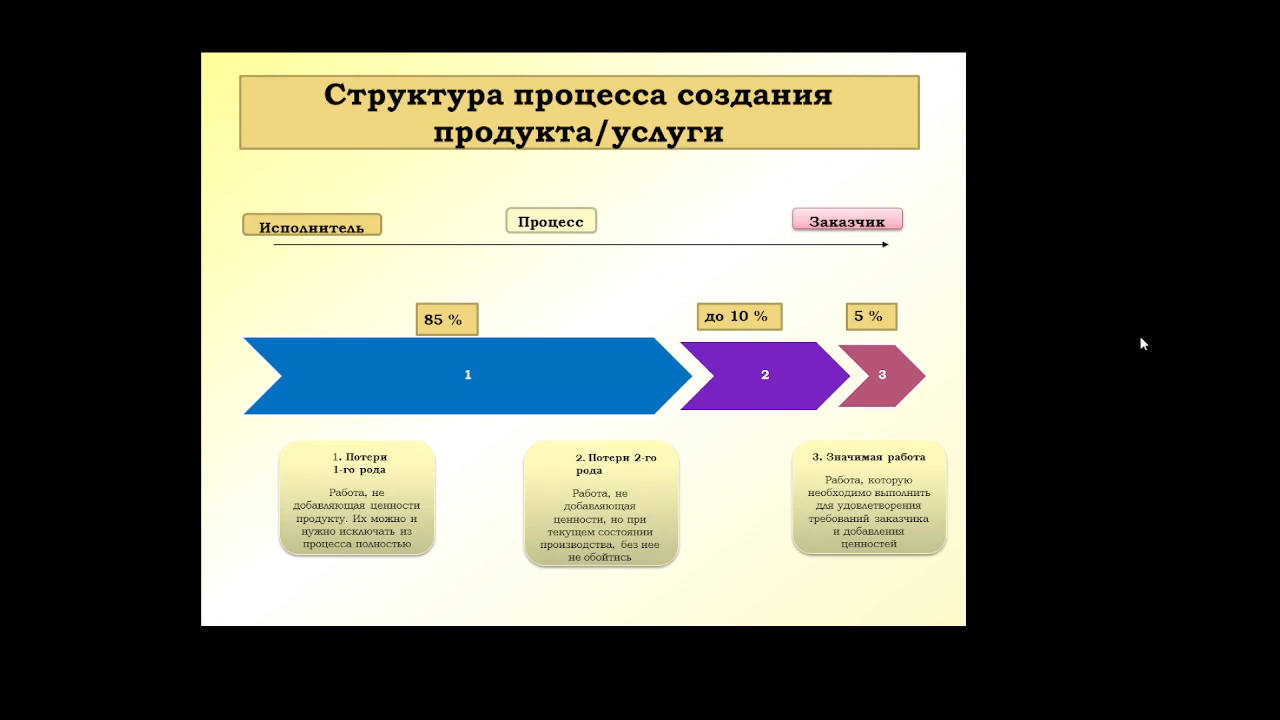 Структура процесса создания
продукта/услуги
Исполнитель
Процесс
Заказчик
85 %
до 10 %
5 %
1
2
3
1. Потери
1-го рода
Работа, не
добавляющая ценности
продукту. Их можно и
нужно исключать из
процесса полностью
2. Потери 2-го
рода
Работа, не
добавляющая
ценности, но при
текущем состоянии
производства, без нее
не обойтись
3. Значимая работа
Работа, которую
необходимо выполнить
для удовлетворения
требований заказчика
и добавления
ценностей